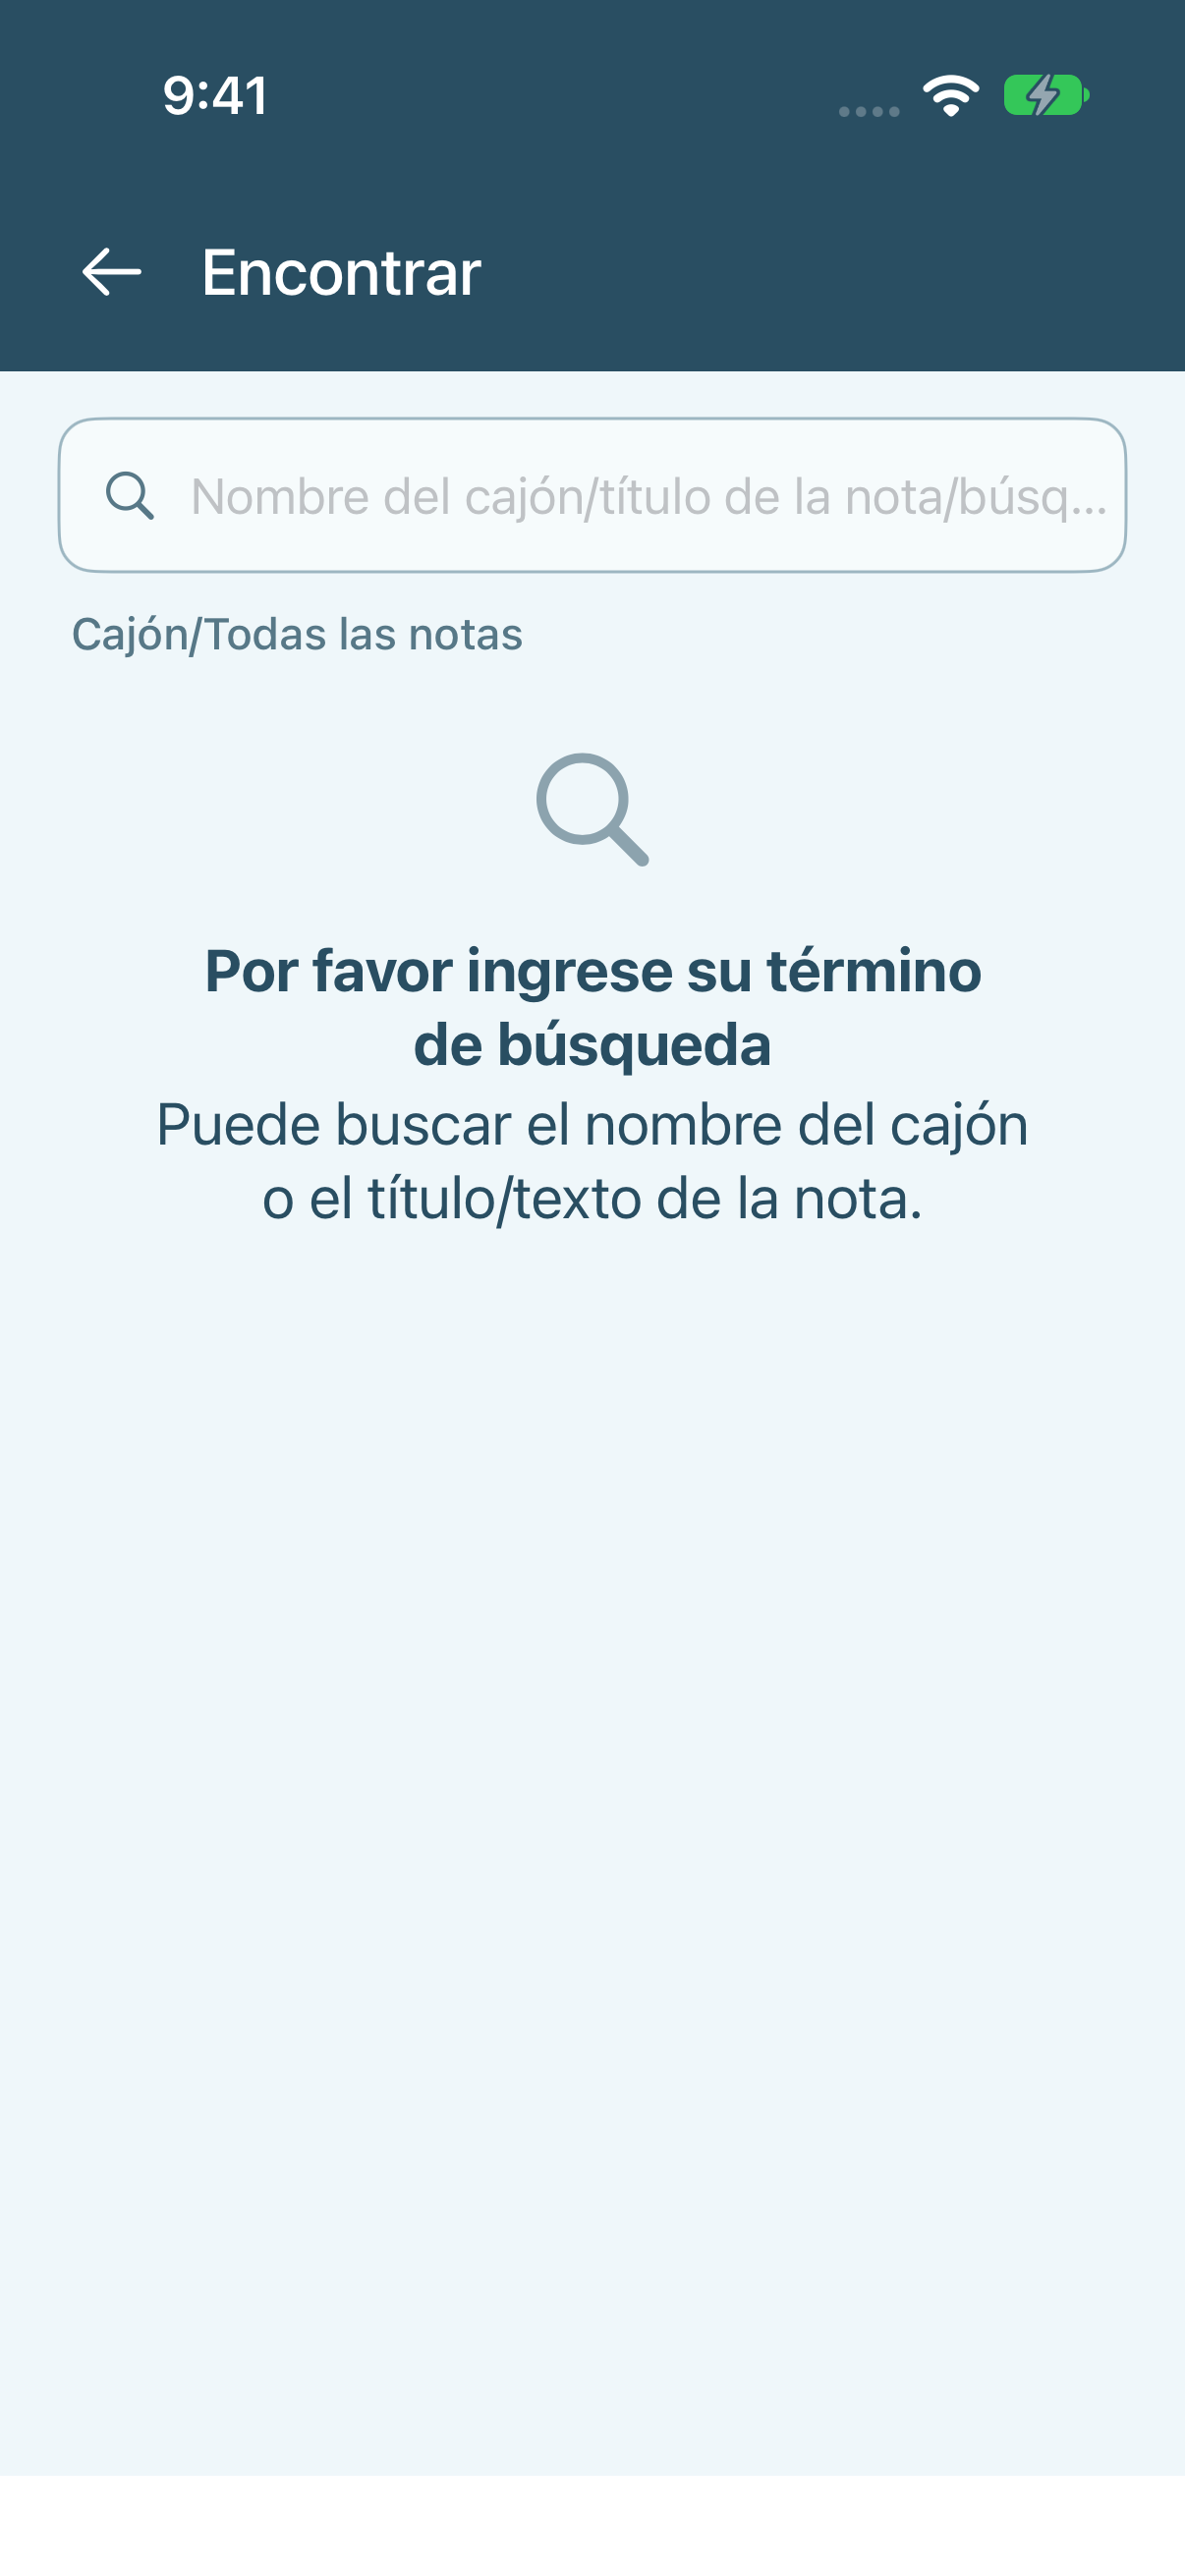 9:41
Encontrar
Nombre del cajón/título de la nota/búsq...
Cajón/Todas las notas
Por favor ingrese su término
de búsqueda
Puede buscar el nombre del cajón
o el título/texto de la nota.